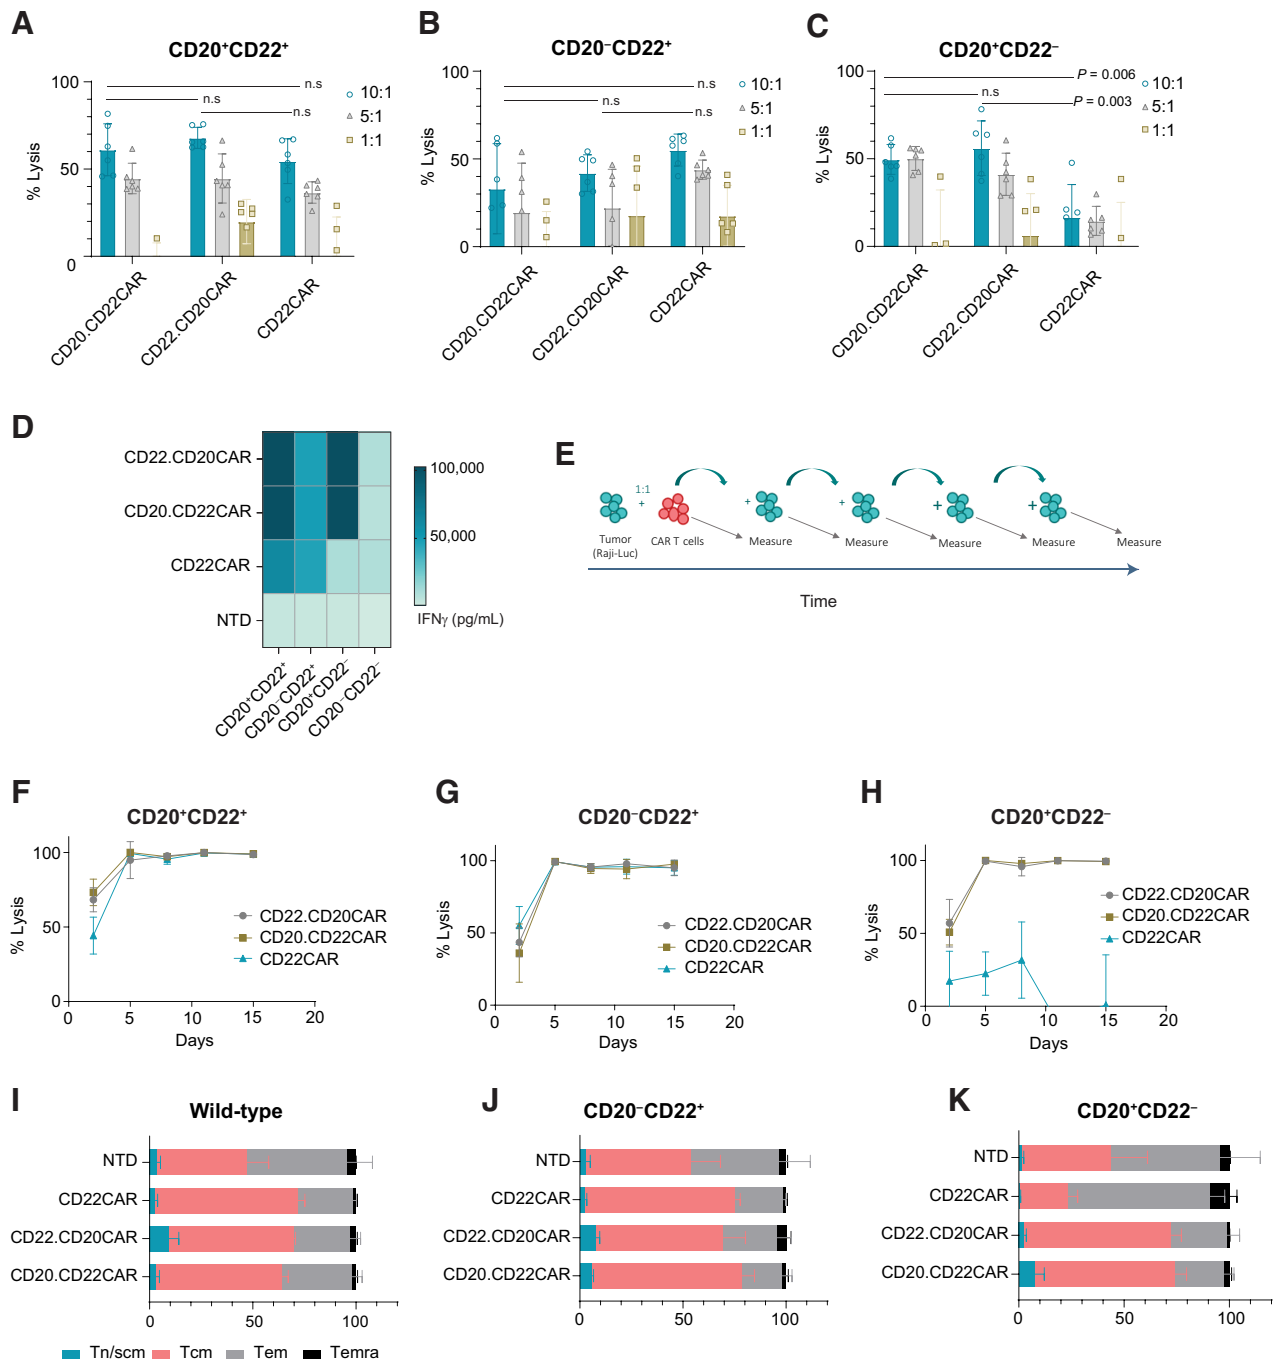 A
CD20⁺CD22⁺
100
50
0
% Lysis
n.s
n.s
n.s
10:1
5:1
1:1
CD20.CD22CAR
CD22.CD20CAR
CD22CAR
B
CD20⁻CD22⁺
100
50
0
% Lysis
n.s
n.s
n.s
10:1
5:1
1:1
CD20.CD22CAR
CD22.CD20CAR
CD22CAR
C
CD20⁺CD22⁻
100
50
0
% Lysis
P = 0.006
n.s
P = 0.003
10:1
5:1
1:1
CD20.CD22CAR
CD22.CD20CAR
CD22CAR
D
CD22.CD20CAR
CD20.CD22CAR
CD22CAR
NTD
CD20⁺CD22⁺
CD20⁻CD22⁺
CD20⁺CD22⁻
CD20⁻CD22⁻
100,000
50,000
IFNγ (pg/mL)
E
1:1
+
+
+
+
+
Tumor
(Raji-Luc)
CAR T cells
Measure
Measure
Measure
Measure
Measure
Time
F
CD20⁺CD22⁺
100
50
0
% Lysis
0 5 10 15 20
Days
CD22.CD20CAR
CD20.CD22CAR
CD22CAR
G
CD20⁻CD22⁺
100
50
0
% Lysis
0 5 10 15 20
Days
CD22.CD20CAR
CD20.CD22CAR
CD22CAR
H
CD20⁺CD22⁻
100
50
0
% Lysis
0 5 10 15 20
Days
CD22.CD20CAR
CD20.CD22CAR
CD22CAR
I
Wild-type
NTD
CD22CAR
CD22.CD20CAR
CD20.CD22CAR
0 50 100
J
CD20⁻CD22⁺
NTD
CD22CAR
CD22.CD20CAR
CD20.CD22CAR
0 50 100
K
CD20⁺CD22⁻
NTD
CD22CAR
CD22.CD20CAR
CD20.CD22CAR
0 50 100
Tn/scm Tcm Tem Temra